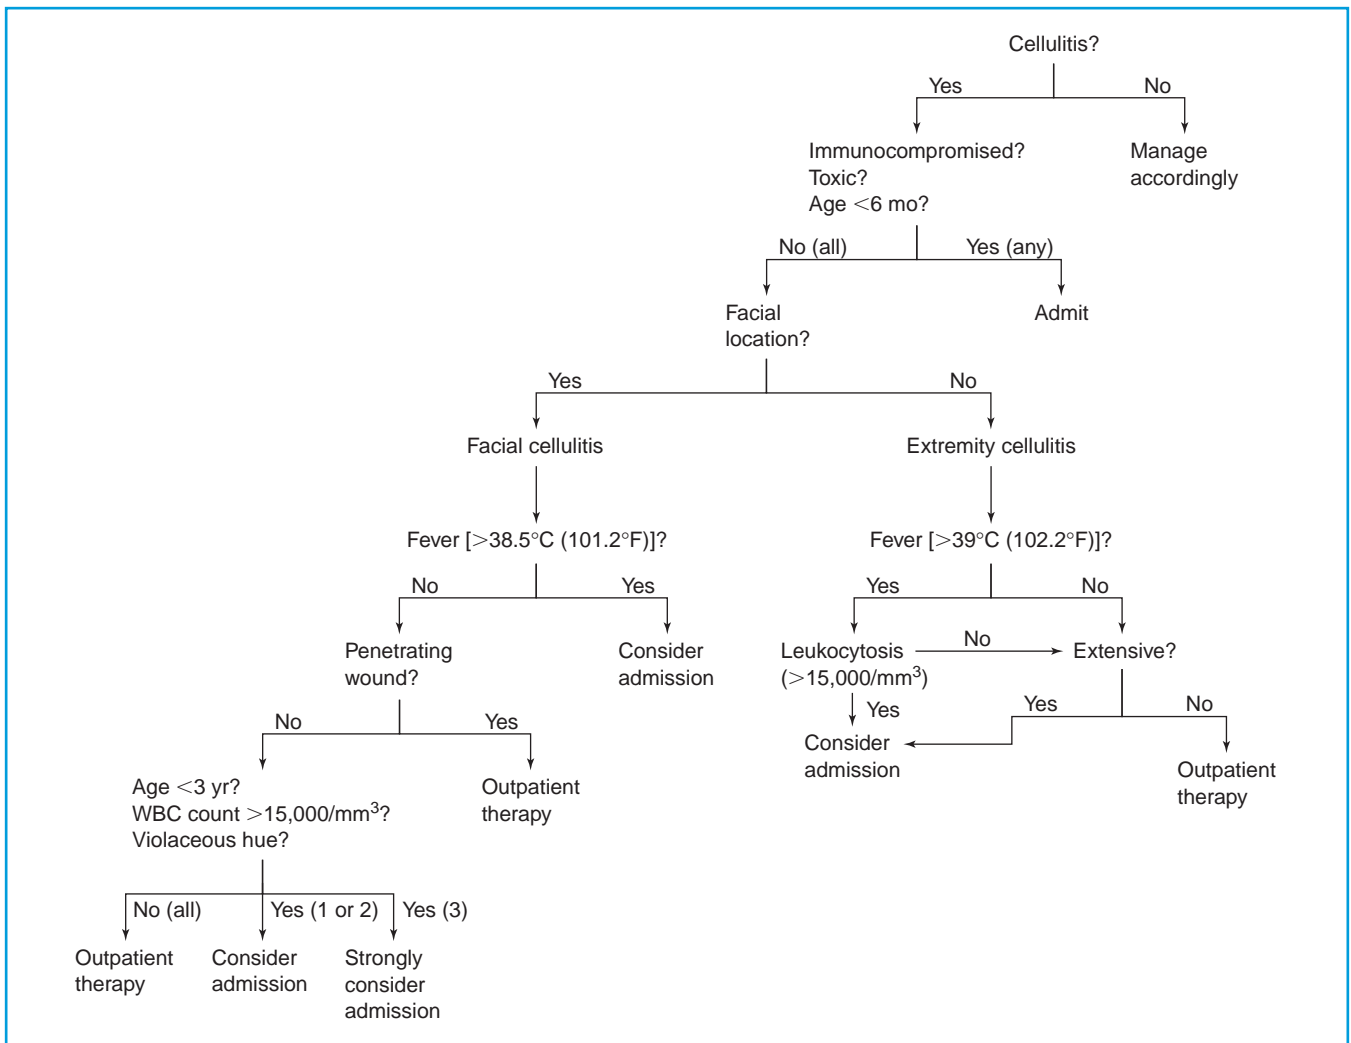 Cellulitis?
Yes
No
Immunocompromised?
Toxic?
Age <6 mo?
Manage
accordingly
No (all)
Yes (any)
Facial
location?
Admit
Yes
No
Facial cellulitis
Extremity cellulitis
Fever [>38.5°C (101.2°F)]?
Fever [>39°C (102.2°F)]?
No
Yes
Yes
No
Penetrating
wound?
Consider
admission
Leukocytosis
(>15,000/mm³)
No
Extensive?
No
Yes
Yes
Yes
No
Consider
admission
Outpatient
therapy
Age <3 yr?
WBC count >15,000/mm³?
Violaceous hue?
Outpatient
therapy
No (all)
Yes (1 or 2)
Yes (3)
Outpatient
therapy
Consider
admission
Strongly
consider
admission